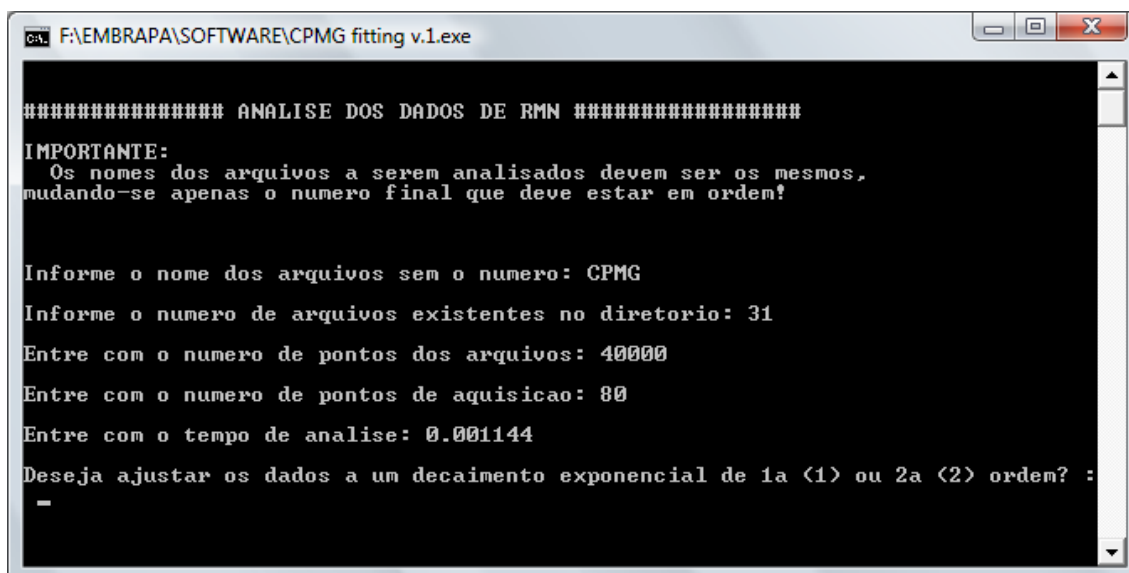 F:\EMBRAPA\SOFTWARE\CPMG fitting v.1.exe
############### ANALISE DOS DADOS DE RMN #################
IMPORTANTE:
Os nomes dos arquivos a serem analisados devem ser os mesmos,
mudando-se apenas o numero final que deve estar em ordem!
Informe o nome dos arquivos sem o numero: CPMG
Informe o numero de arquivos existentes no diretório: 31
Entre com o numero de pontos dos arquivos: 40000
Entre com o numero de pontos de aquisicao: 80
Entre com o tempo de analise: 0.001144
Deseja ajustar os dados a um decaimento exponencial de 1a (1) ou 2a (2) ordem? :